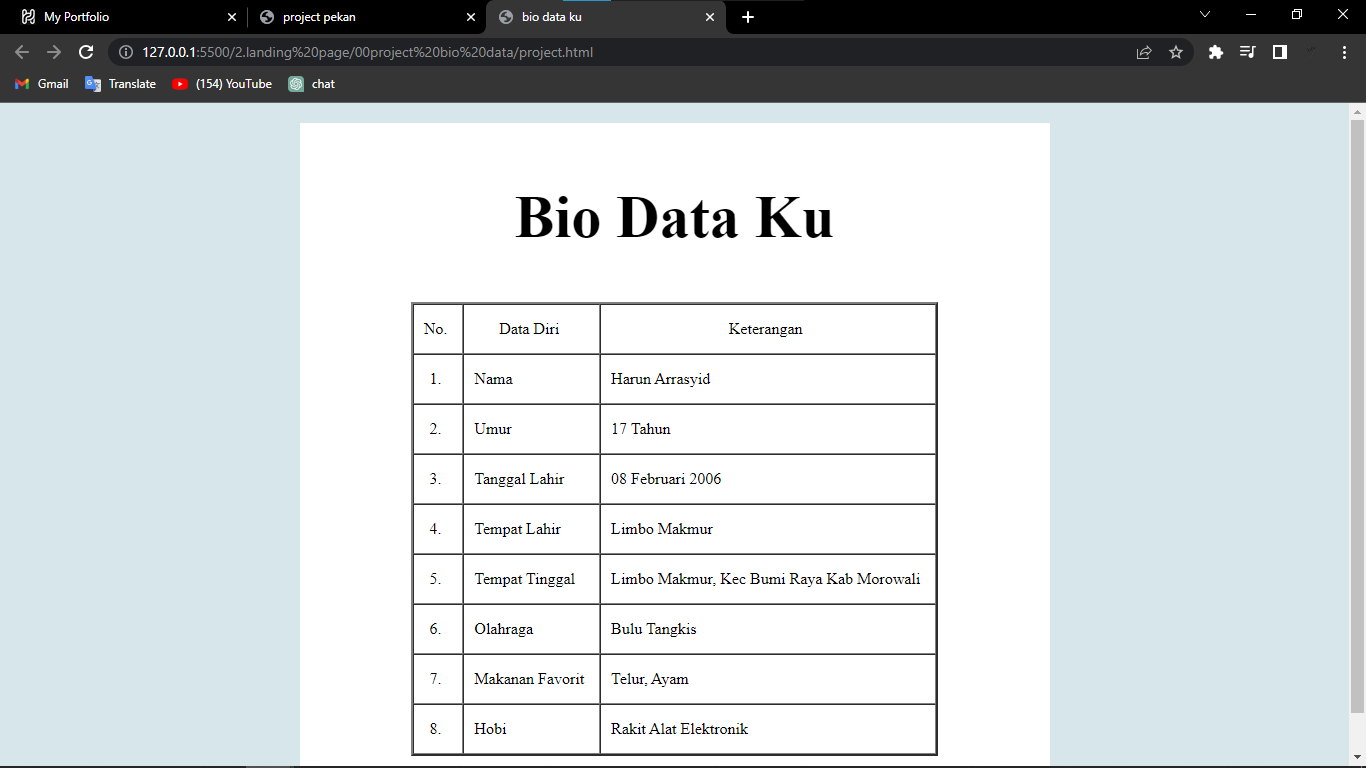 My Portfolio
project pekan
bio data ku
127.0.0.1:5500/2.landing%20page/00project%20bio%20data/project.html
Gmail
Translate
(154) YouTube
chat
Bio Data Ku
No. Data Diri Keterangan
1. Nama Harun Arrasyid
2. Umur 17 Tahun
3. Tanggal Lahir 08 Februari 2006
4. Tempat Lahir Limbo Makmur
5. Tempat Tinggal Limbo Makmur, Kec Bumi Raya Kab Morowali
6. Olahraga Bulu Tangkis
7. Makanan Favorit Telur, Ayam
8. Hobi Rakit Alat Elektronik